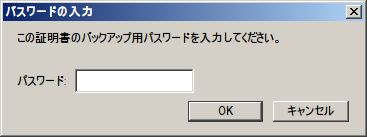 パスワードの入力
この証明書のバックアップ用パスワードを入力してください。
パスワード:
OK キャンセル